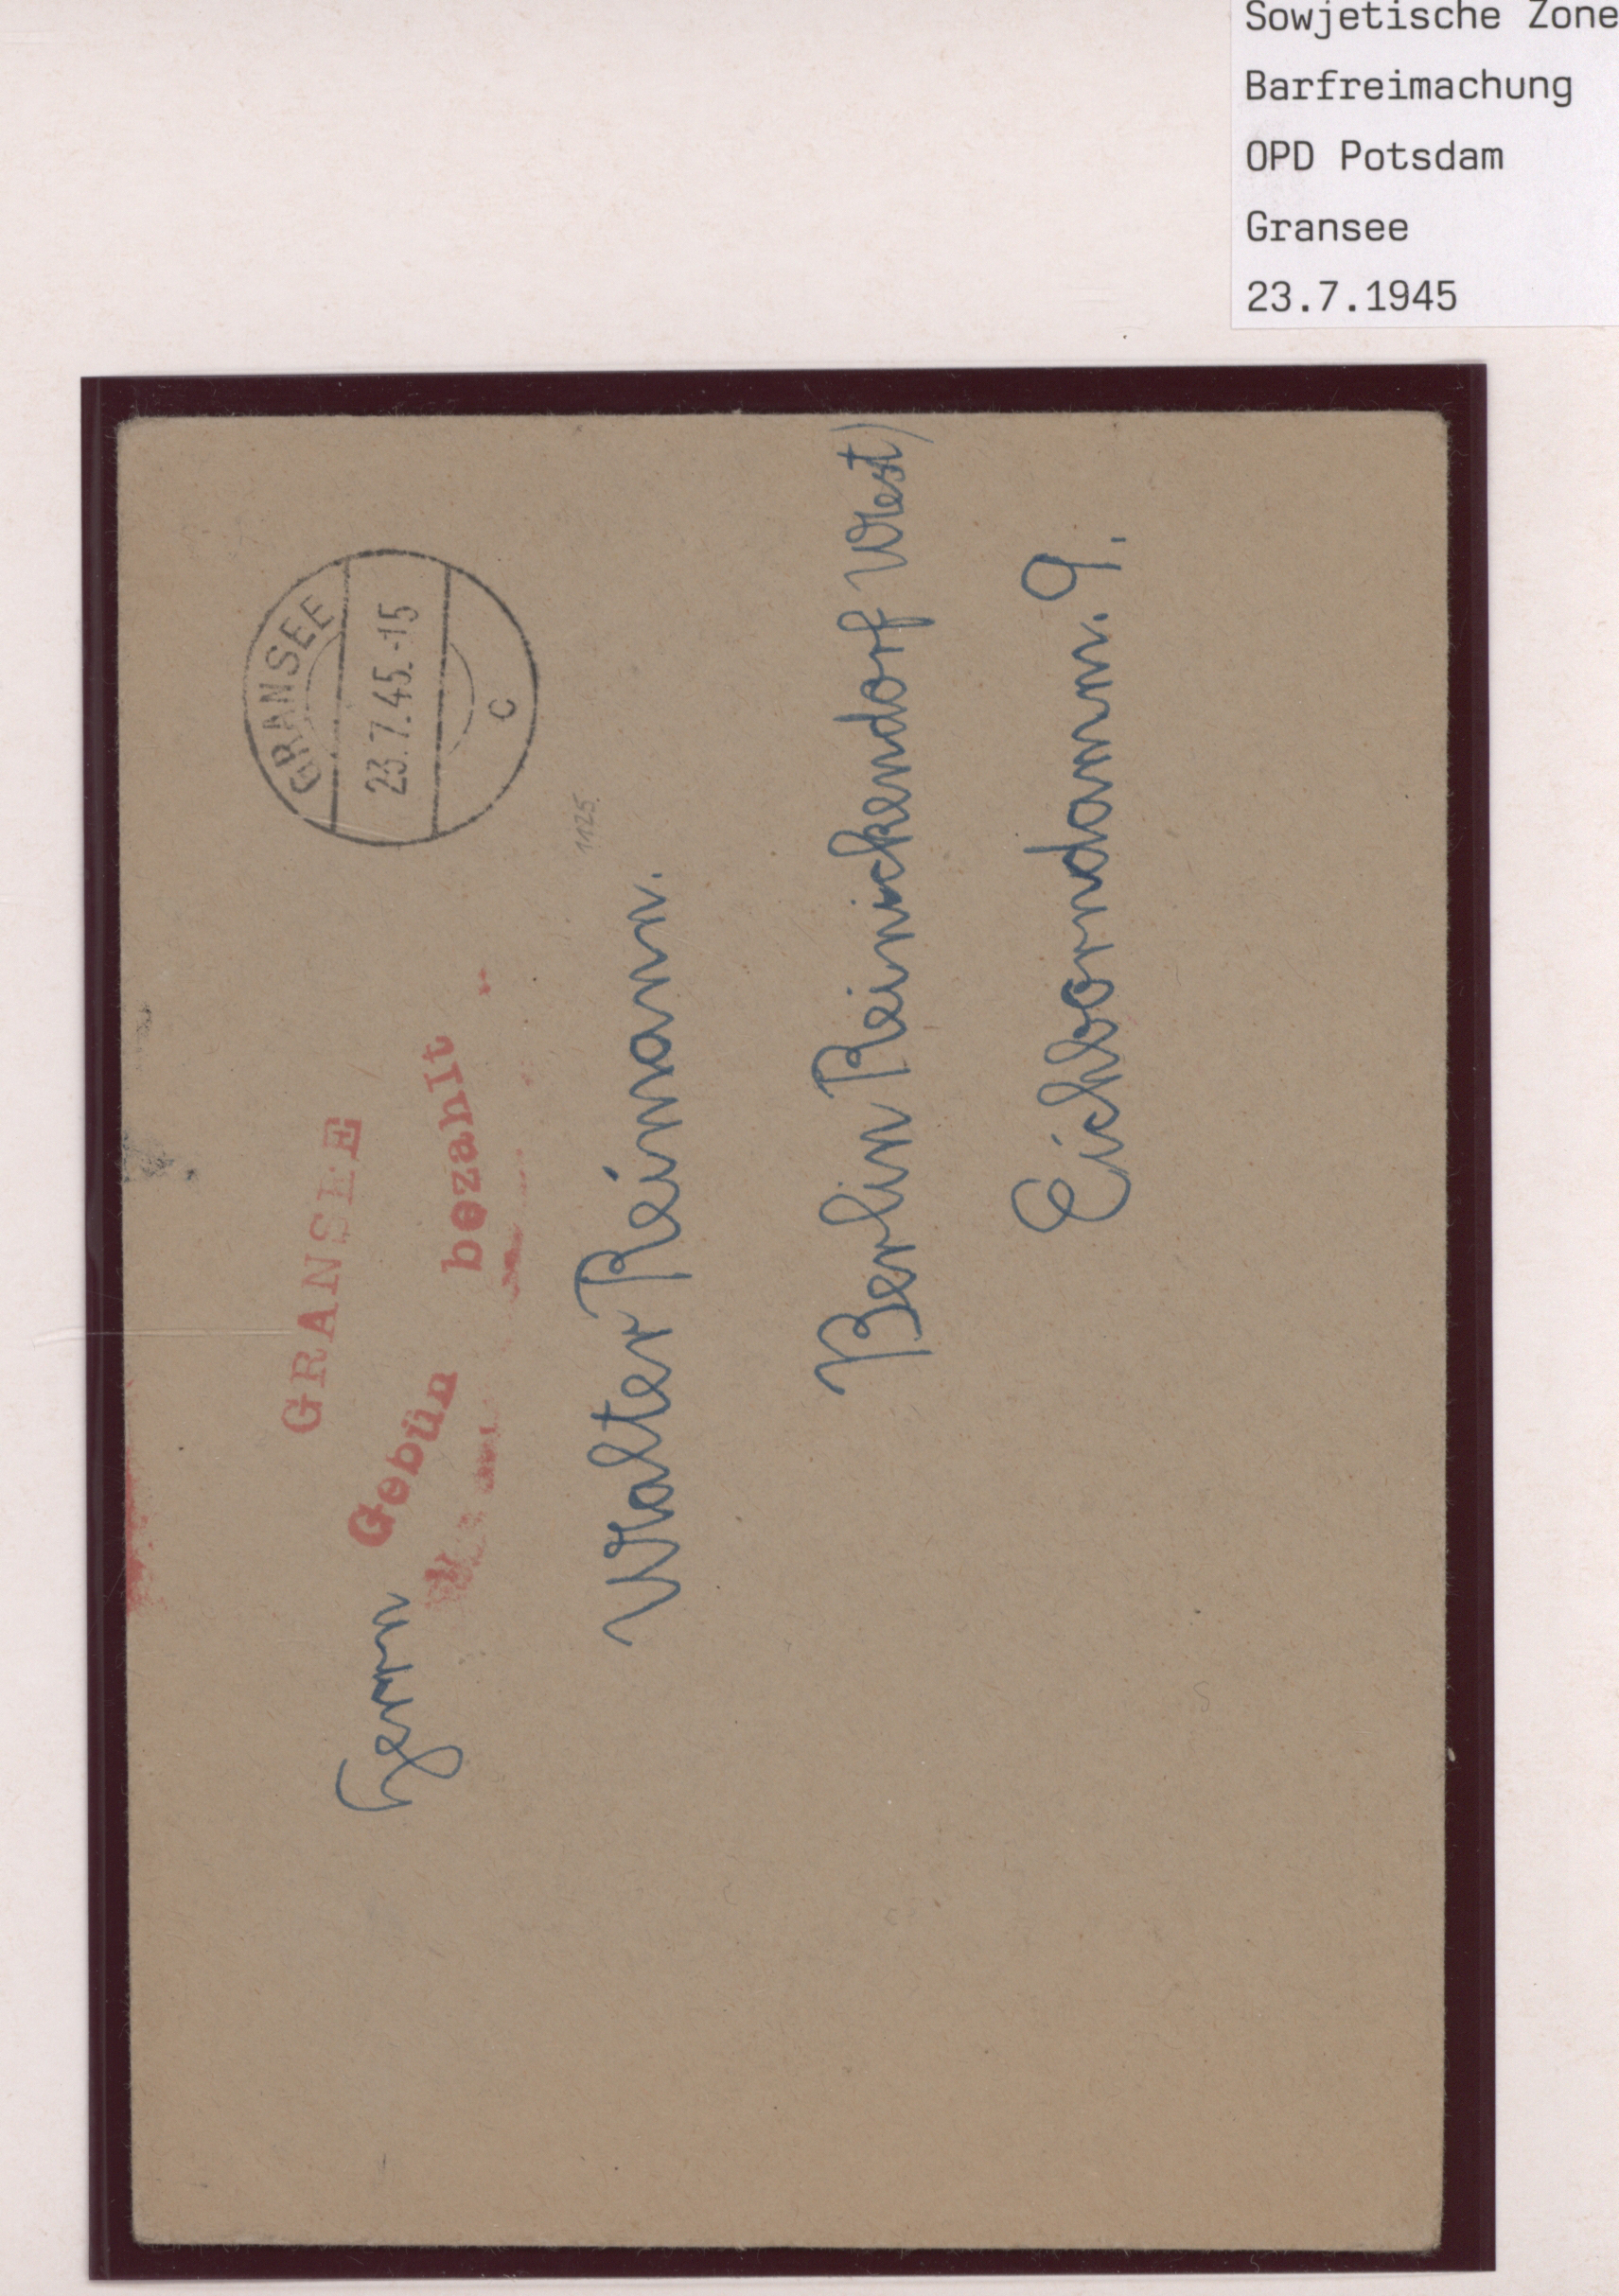 Sowjetische Zone
Barfreimachung
OPD Potsdam
Gransee
23.7.1945
GRANSEE
23.7.45.-15
c
GRANSEE
Gebün bezahlt
1125
Herrn
Walter Reimann.
Berlin Reinickendorf West)
Eichborndamm. 9.